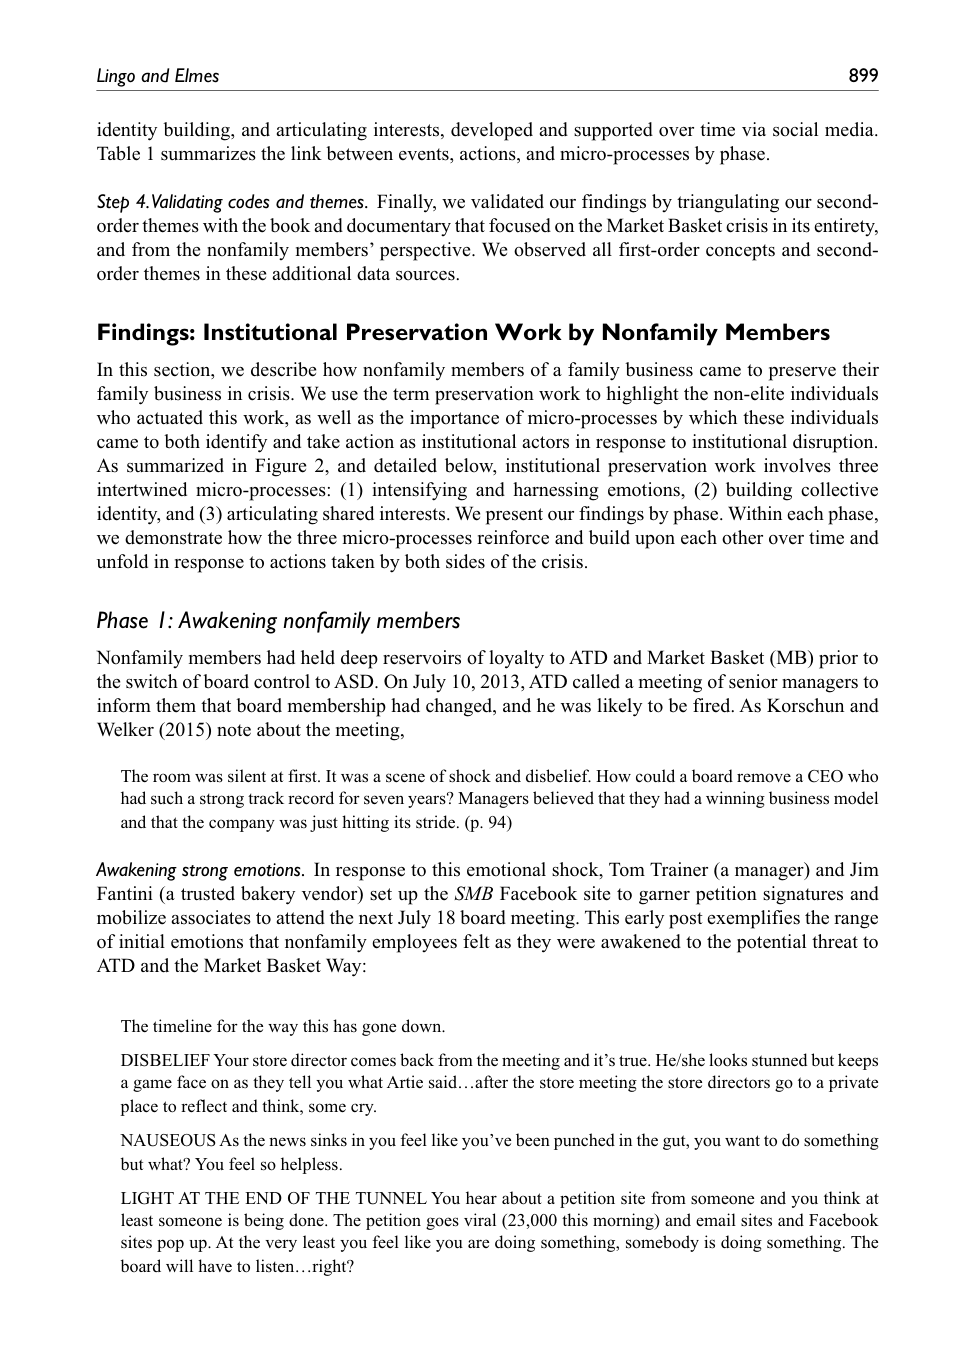 Lingo and Elmes 899
identity building, and articulating interests, developed and supported over time via social media.
Table 1 summarizes the link between events, actions, and micro-processes by phase.
Step 4. Validating codes and themes. Finally, we validated our findings by triangulating our second-
order themes with the book and documentary that focused on the Market Basket crisis in its entirety,
and from the nonfamily members’ perspective. We observed all first-order concepts and second-
order themes in these additional data sources.
Findings: Institutional Preservation Work by Nonfamily Members
In this section, we describe how nonfamily members of a family business came to preserve their
family business in crisis. We use the term preservation work to highlight the non-elite individuals
who actuated this work, as well as the importance of micro-processes by which these individuals
came to both identify and take action as institutional actors in response to institutional disruption.
As summarized in Figure 2, and detailed below, institutional preservation work involves three
intertwined micro-processes: (1) intensifying and harnessing emotions, (2) building collective
identity, and (3) articulating shared interests. We present our findings by phase. Within each phase,
we demonstrate how the three micro-processes reinforce and build upon each other over time and
unfold in response to actions taken by both sides of the crisis.
Phase 1: Awakening nonfamily members
Nonfamily members had held deep reservoirs of loyalty to ATD and Market Basket (MB) prior to
the switch of board control to ASD. On July 10, 2013, ATD called a meeting of senior managers to
inform them that board membership had changed, and he was likely to be fired. As Korschun and
Welker (2015) note about the meeting,
The room was silent at first. It was a scene of shock and disbelief. How could a board remove a CEO who
had such a strong track record for seven years? Managers believed that they had a winning business model
and that the company was just hitting its stride. (p. 94)
Awakening strong emotions. In response to this emotional shock, Tom Trainer (a manager) and Jim
Fantini (a trusted bakery vendor) set up the SMB Facebook site to garner petition signatures and
mobilize associates to attend the next July 18 board meeting. This early post exemplifies the range
of initial emotions that nonfamily employees felt as they were awakened to the potential threat to
ATD and the Market Basket Way:
The timeline for the way this has gone down.
DISBELIEF Your store director comes back from the meeting and it’s true. He/she looks stunned but keeps
a game face on as they tell you what Artie said…after the store meeting the store directors go to a private
place to reflect and think, some cry.
NAUSEOUS As the news sinks in you feel like you’ve been punched in the gut, you want to do something
but what? You feel so helpless.
LIGHT AT THE END OF THE TUNNEL You hear about a petition site from someone and you think at
least someone is being done. The petition goes viral (23,000 this morning) and email sites and Facebook
sites pop up. At the very least you feel like you are doing something, somebody is doing something. The
board will have to listen…right?